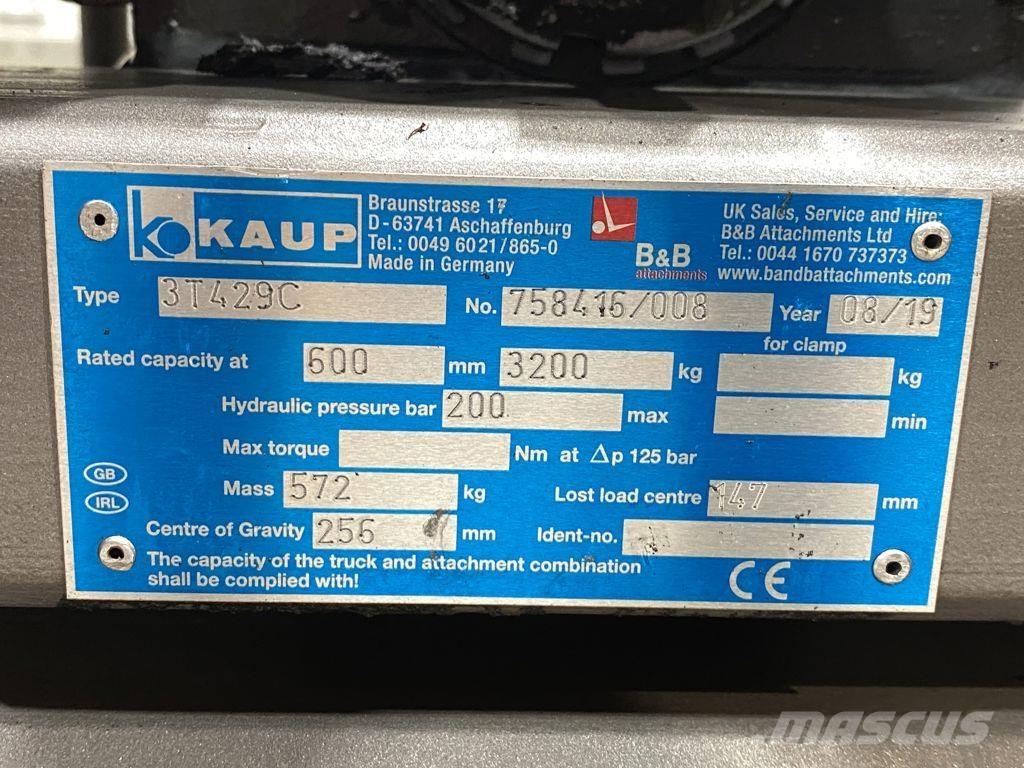 KAUP
Braunstrasse 17
D-63741 Aschaffenburg
Tel.: 0049 6021/865-0
Made in Germany
B&B
attachments
UK Sales, Service and Hire:
B&B Attachments Ltd
Tel.: 0044 1670 737373
www.bandbattachments.com
Type 3T429C No. 758416/008 Year 08/19
for clamp
Rated capacity at 600 mm 3200 kg kg
Hydraulic pressure bar 200 max min
Max torque Nm at Δp 125 bar
GB
Mass 572 kg Lost load centre 147 mm
IRL
Centre of Gravity 256 mm Ident-no.
The capacity of the truck and attachment combination
shall be complied with!
CE
MASCUS